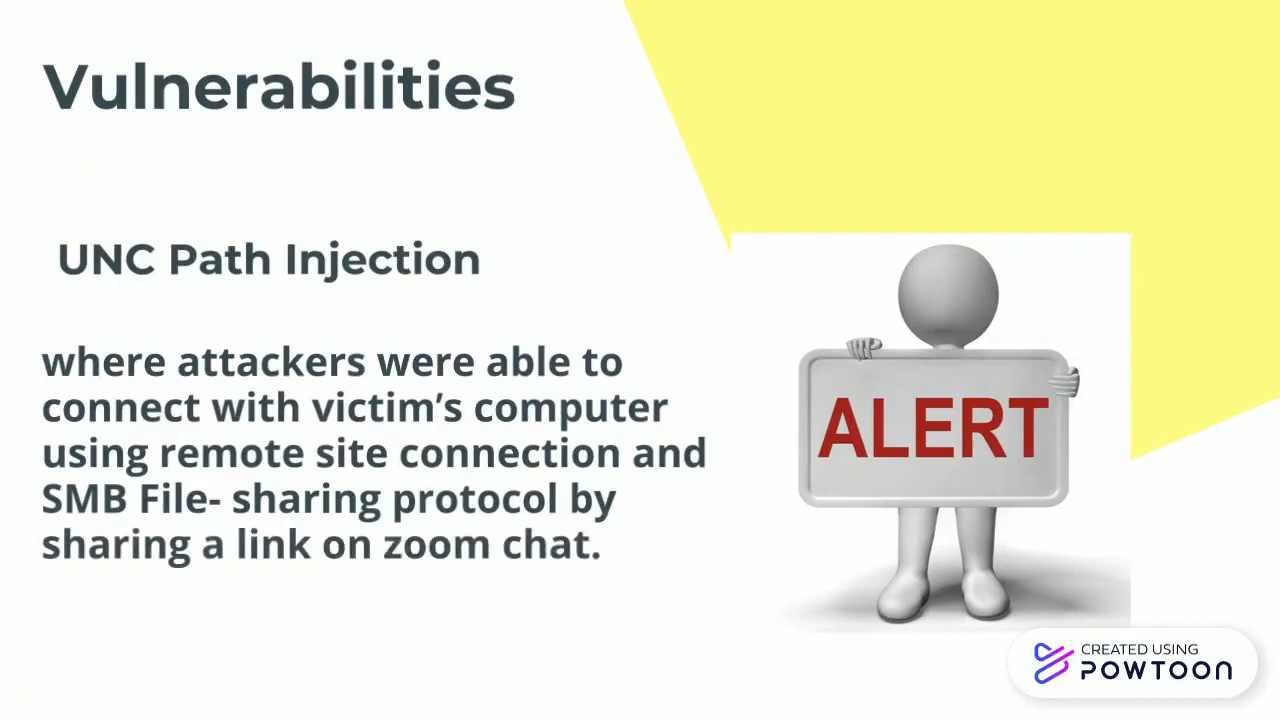 Vulnerabilities
UNC Path Injection
where attackers were able to
connect with victim’s computer
using remote site connection and
SMB File- sharing protocol by
sharing a link on zoom chat.
ALERT
CREATED USING
POWTOON